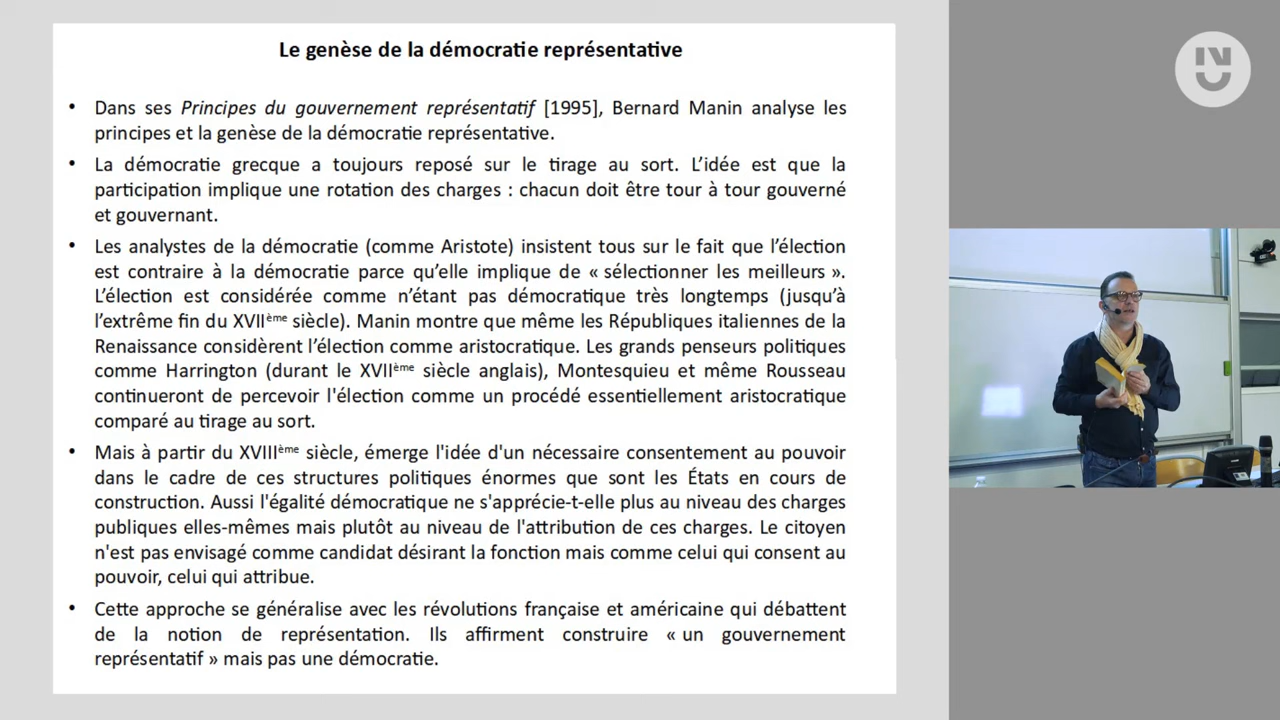 Le genèse de la démocratie représentative
• Dans ses Principes du gouvernement représentatif [1995], Bernard Manin analyse les
principes et la genèse de la démocratie représentative.
• La démocratie grecque a toujours reposé sur le tirage au sort. L’idée est que la
participation implique une rotation des charges : chacun doit être tour à tour gouverné
et gouvernant.
• Les analystes de la démocratie (comme Aristote) insistent tous sur le fait que l’élection
est contraire à la démocratie parce qu’elle implique de « sélectionner les meilleurs ».
L’élection est considérée comme n’étant pas démocratique très longtemps (jusqu’à
l’extrême fin du XVIIème siècle). Manin montre que même les Républiques italiennes de la
Renaissance considèrent l’élection comme aristocratique. Les grands penseurs politiques
comme Harrington (durant le XVIIème siècle anglais), Montesquieu et même Rousseau
continueront de percevoir l'élection comme un procédé essentiellement aristocratique
comparé au tirage au sort.
• Mais à partir du XVIIIème siècle, émerge l'idée d'un nécessaire consentement au pouvoir
dans le cadre de ces structures politiques énormes que sont les États en cours de
construction. Aussi l'égalité démocratique ne s'apprécie-t-elle plus au niveau des charges
publiques elles-mêmes mais plutôt au niveau de l'attribution de ces charges. Le citoyen
n'est pas envisagé comme candidat désirant la fonction mais comme celui qui consent au
pouvoir, celui qui attribue.
• Cette approche se généralise avec les révolutions française et américaine qui débattent
de la notion de représentation. Ils affirment construire « un gouvernement
représentatif » mais pas une démocratie.